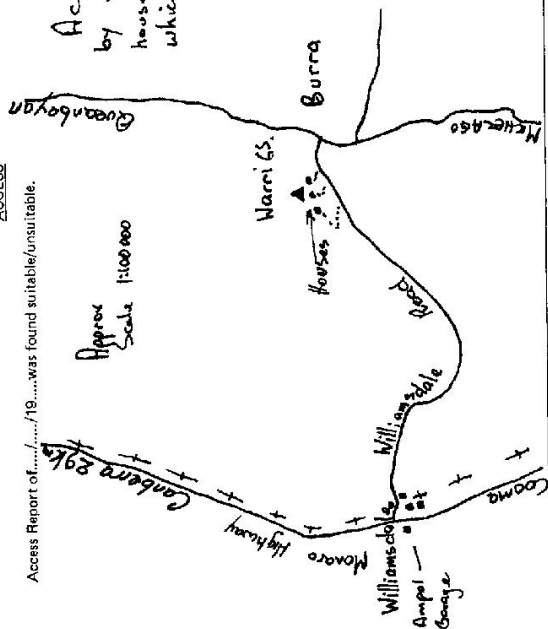 ACCESS
Access Report of....../....../19......was found suitable/unsuitable.
Ac
by
house
whic
Queanbeyan
Canberra 29km
Approx
Scale 1:100 000
Warri GS.
Burra
Houses
Monaro Highway
Williamsdale Road
Williamsdale
Ampol
Garage
Cooma
MICHELAGO